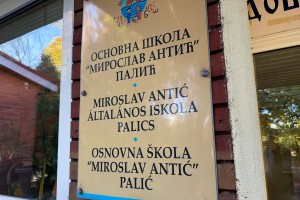 ОСНОВНА ШКОЛА
"МИРОСЛАВ АНТИЋ"
ПАЛИЋ
MIROSLAV ANTIĆ
ÁLTALÁNOS ISKOLA
PALICS
OSNOVNA ŠKOLA
"MIROSLAV ANTIĆ"
PALIĆ